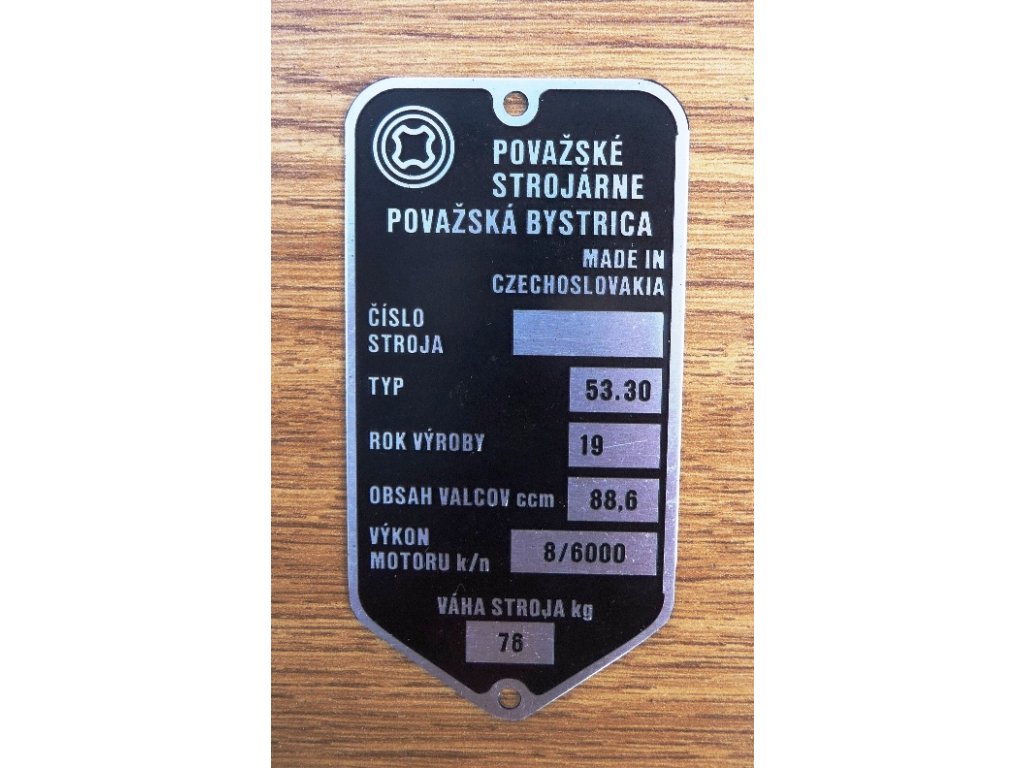 POVAŽSKÉ
STROJÁRNE
POVAŽSKÁ BYSTRICA
MADE IN
CZECHOSLOVAKIA
ČÍSLO
STROJA
TYP 53.30
ROK VÝROBY 19
OBSAH VALCOV ccm 88,6
VÝKON
MOTORU k/n 8/6000
VÁHA STROJA kg
76